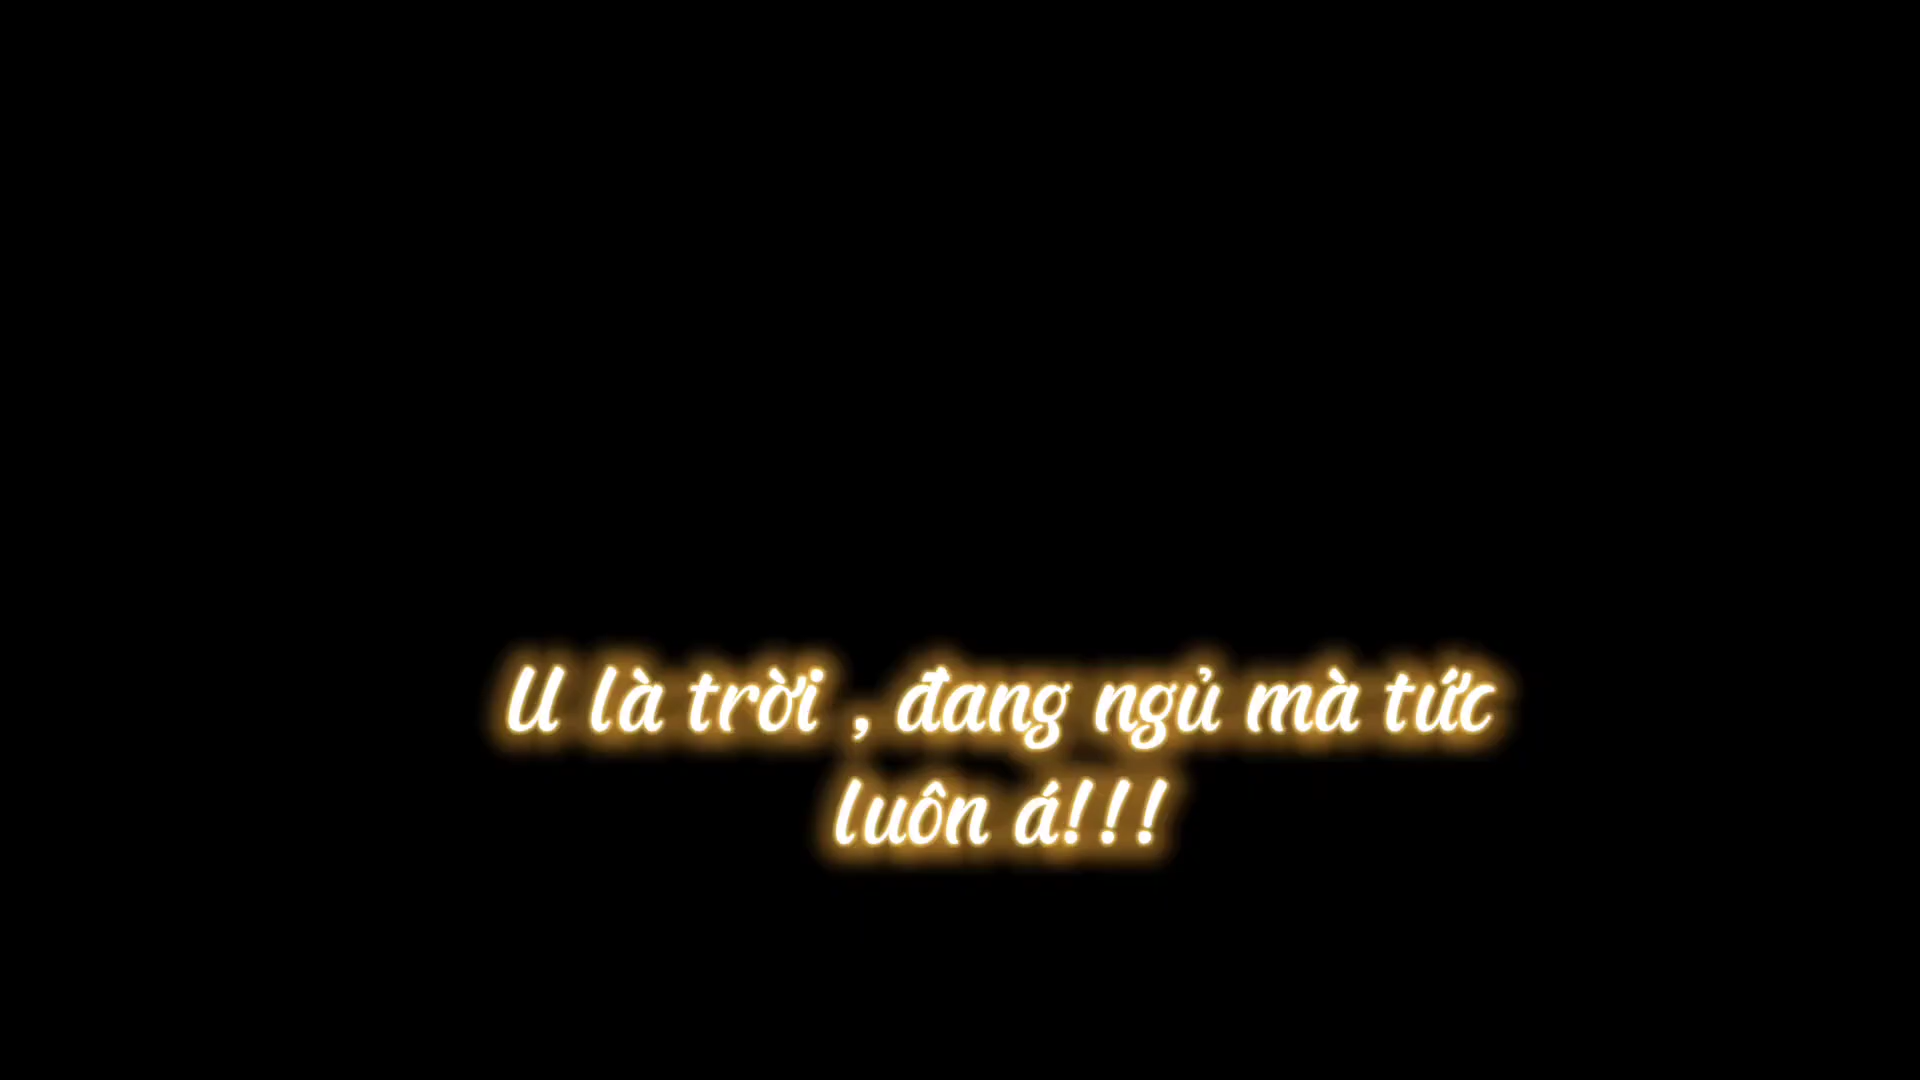 U là trời , đang ngủ mà tức
luôn á!!!